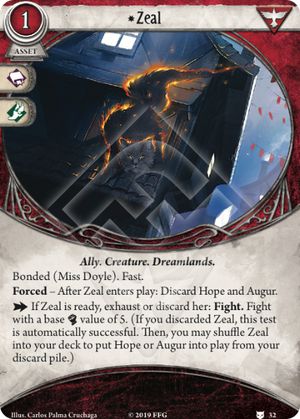 1
✷Zeal
ASSET
Ally. Creature. Dreamlands.
Bonded (Miss Doyle). Fast.
Forced – After Zeal enters play: Discard Hope and Augur.
If Zeal is ready, exhaust or discard her: Fight. Fight
with a base value of 5. (If you discarded Zeal, this test
is automatically successful. Then, you may shuffle Zeal
into your deck to put Hope or Augur into play from your
discard pile.)
Illus. Carlos Palma Cruchaga © 2019 FFG 32